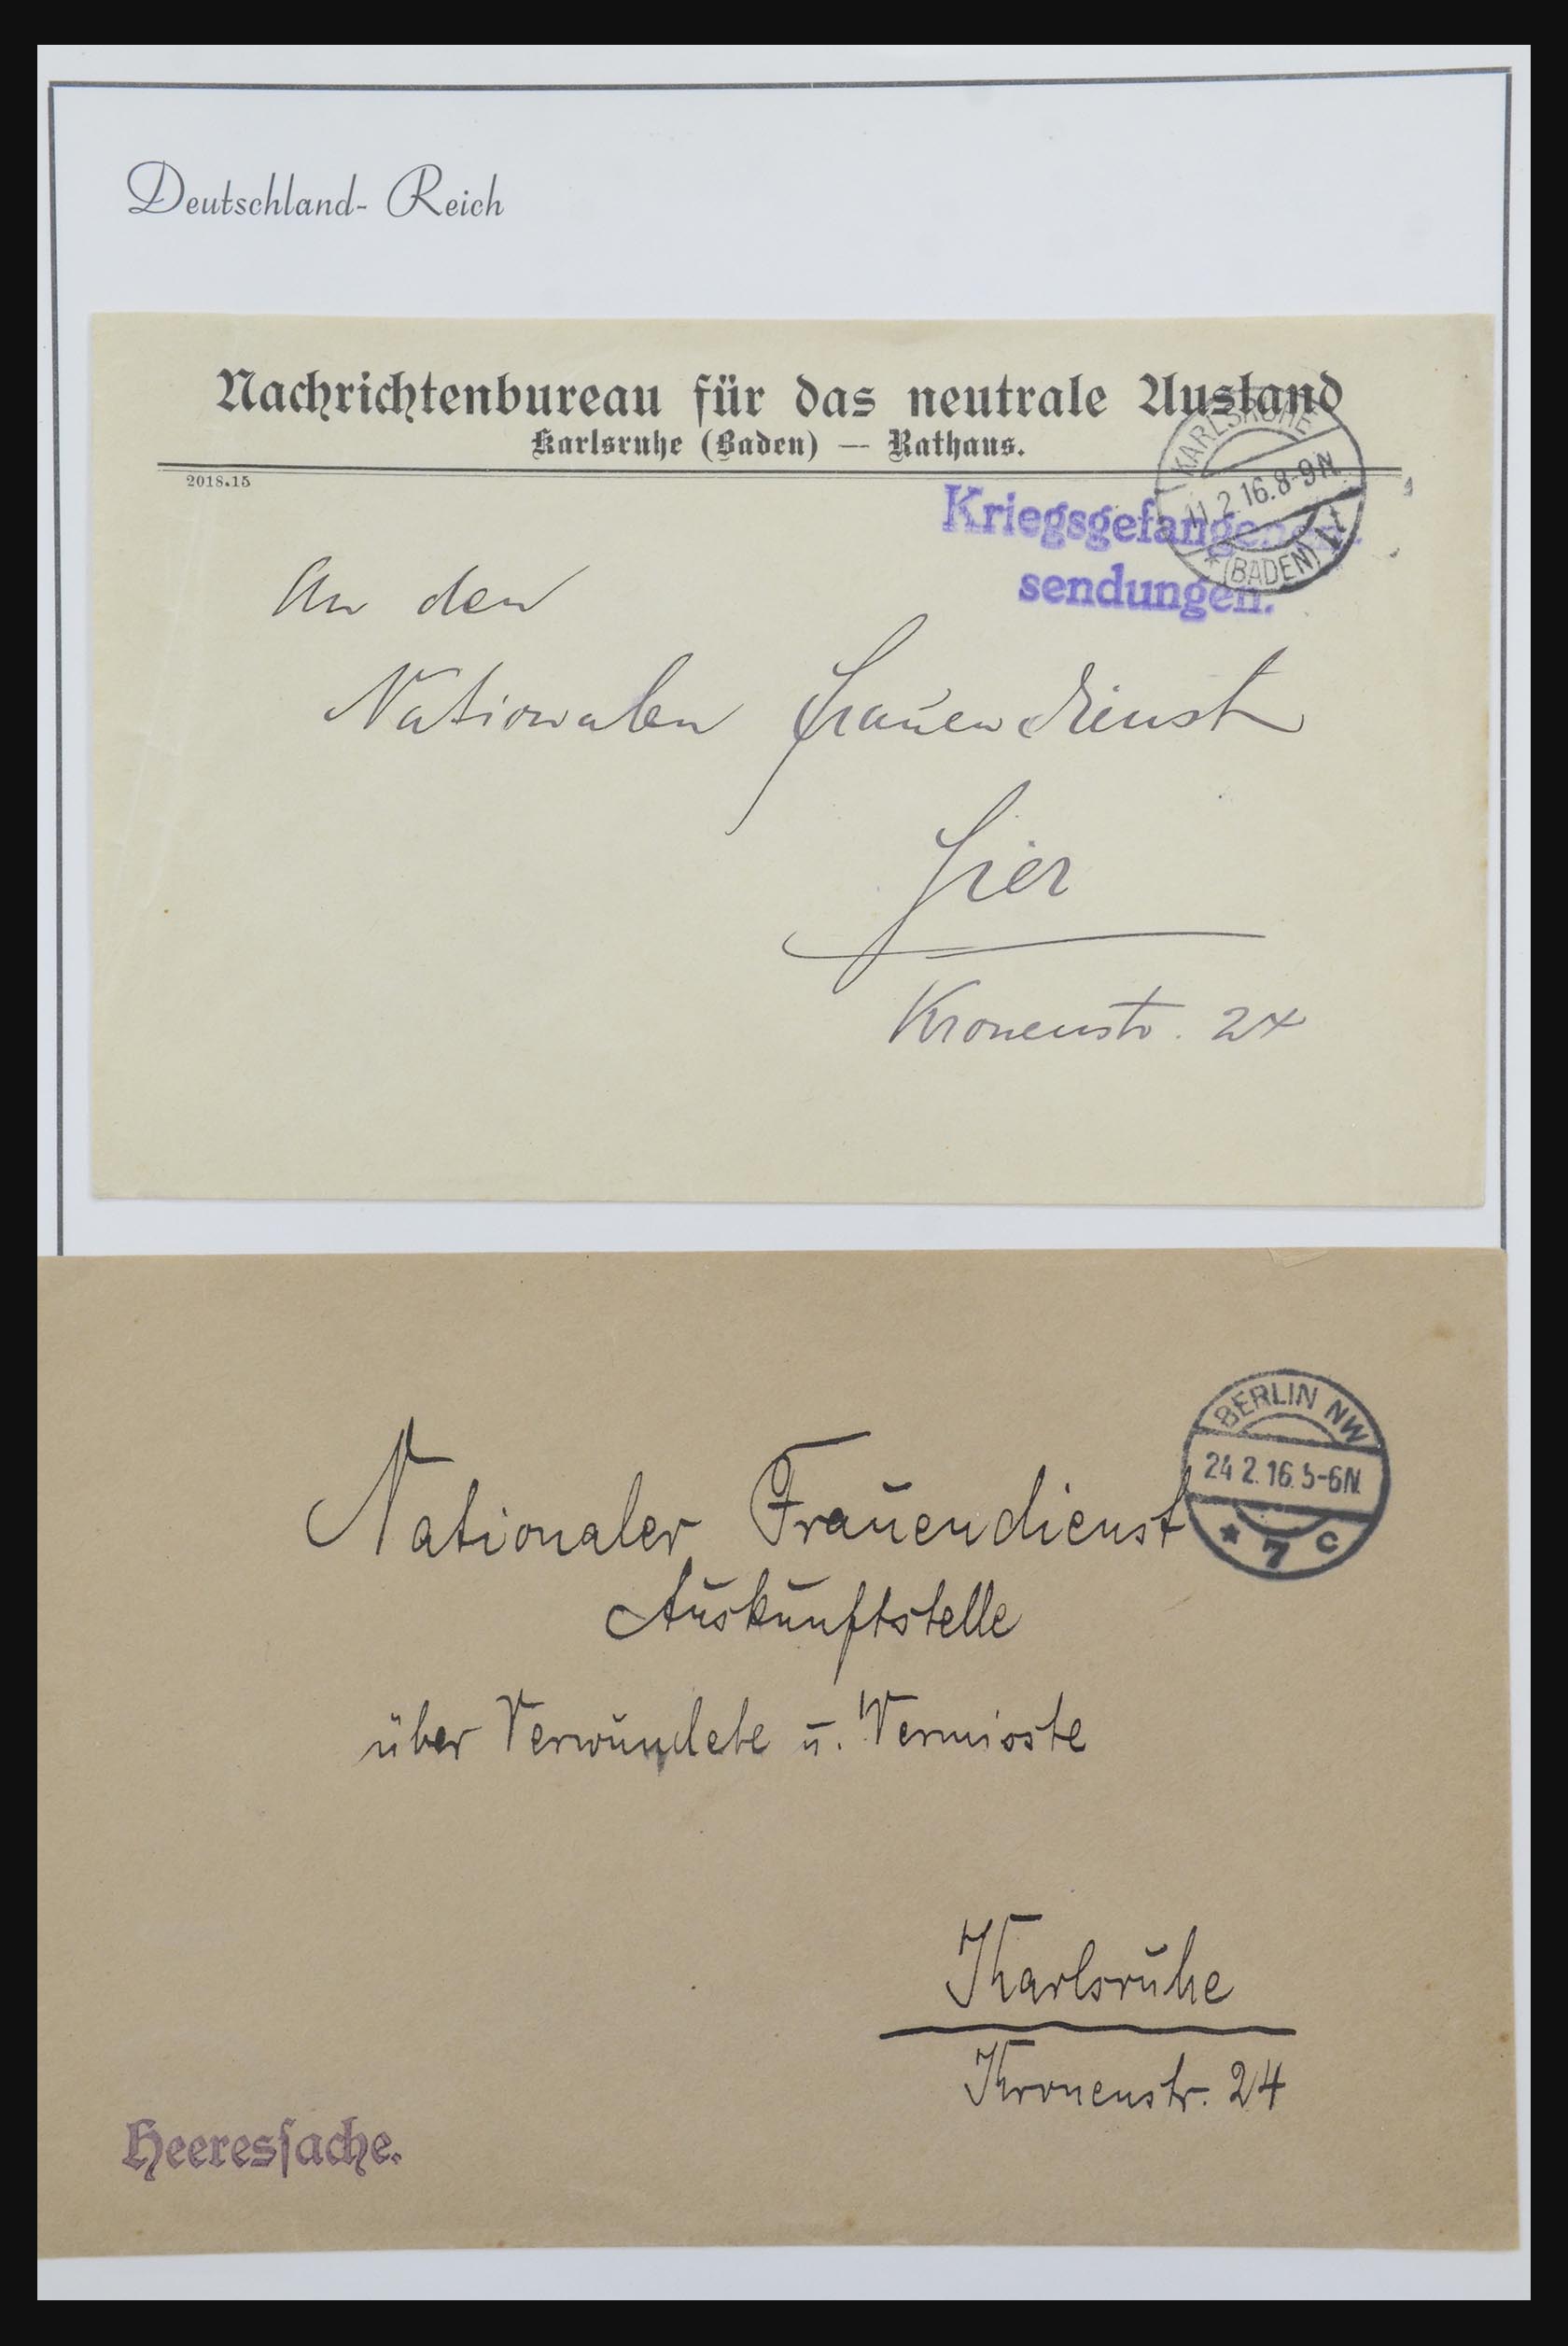 Deutschland- Reich
Nachrichtenbureau für das neutrale Ausland
Karlsruhe (Baden) — Rathaus.
2018.15
KARLSRUHE
11.2.16.8-9N
(BADEN)
Kriegsgefangenen-
sendungen.
An den
Nationalen Frauendienst
Hier
Kronenstr. 24
BERLIN NW
24.2.16.5-6N.
* 7 c
Nationaler Frauendienst
Auskunftstelle
über Verwundete u. Vermisste
Karlsruhe
Kronenstr. 24
Heeresſache.